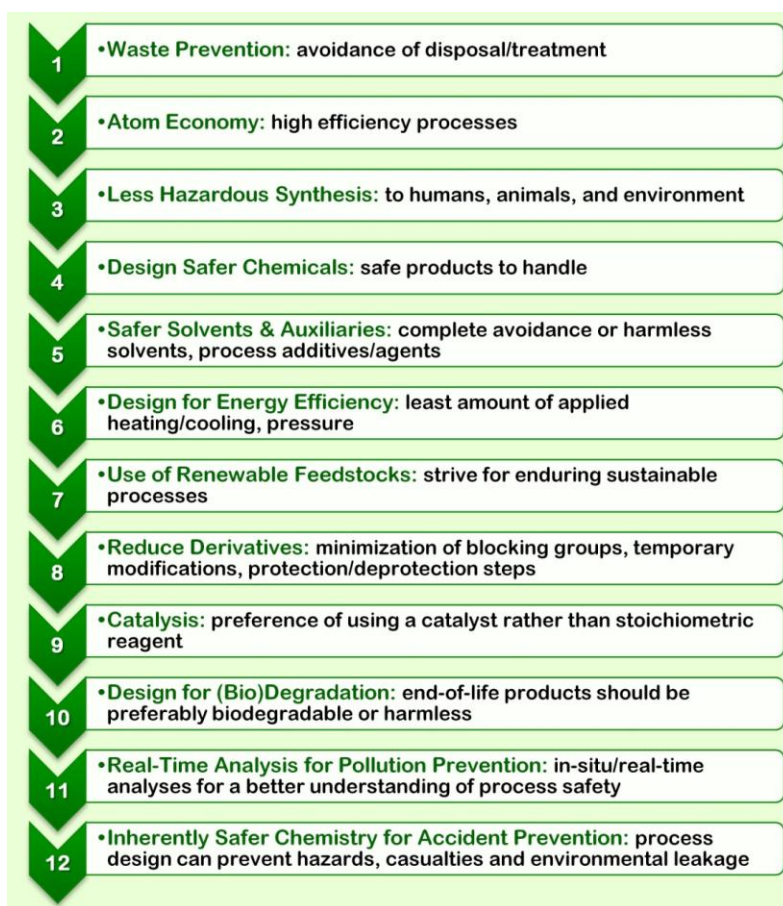 1
•Waste Prevention: avoidance of disposal/treatment
2
•Atom Economy: high efficiency processes
3
•Less Hazardous Synthesis: to humans, animals, and environment
4
•Design Safer Chemicals: safe products to handle
5
•Safer Solvents & Auxiliaries: complete avoidance or harmless
solvents, process additives/agents
6
•Design for Energy Efficiency: least amount of applied
heating/cooling, pressure
7
•Use of Renewable Feedstocks: strive for enduring sustainable
processes
8
•Reduce Derivatives: minimization of blocking groups, temporary
modifications, protection/deprotection steps
9
•Catalysis: preference of using a catalyst rather than stoichiometric
reagent
10
•Design for (Bio)Degradation: end-of-life products should be
preferably biodegradable or harmless
11
•Real-Time Analysis for Pollution Prevention: in-situ/real-time
analyses for a better understanding of process safety
12
•Inherently Safer Chemistry for Accident Prevention: process
design can prevent hazards, casualties and environmental leakage